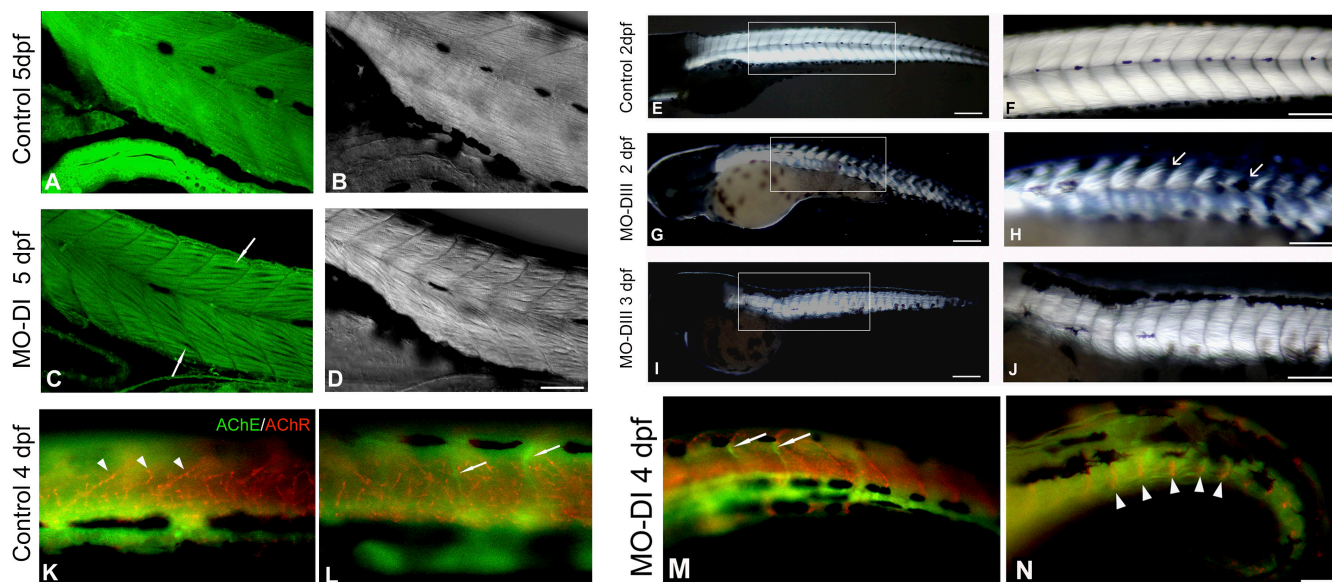 Control 5dpf
A
B
MO-DI 5 dpf
C
D
Control 2dpf
E
F
MO-DIII 2 dpf
G
H
MO-DIII 3 dpf
I
J
Control 4 dpf
AChE/AChR
K
L
MO-DI 4 dpf
M
N